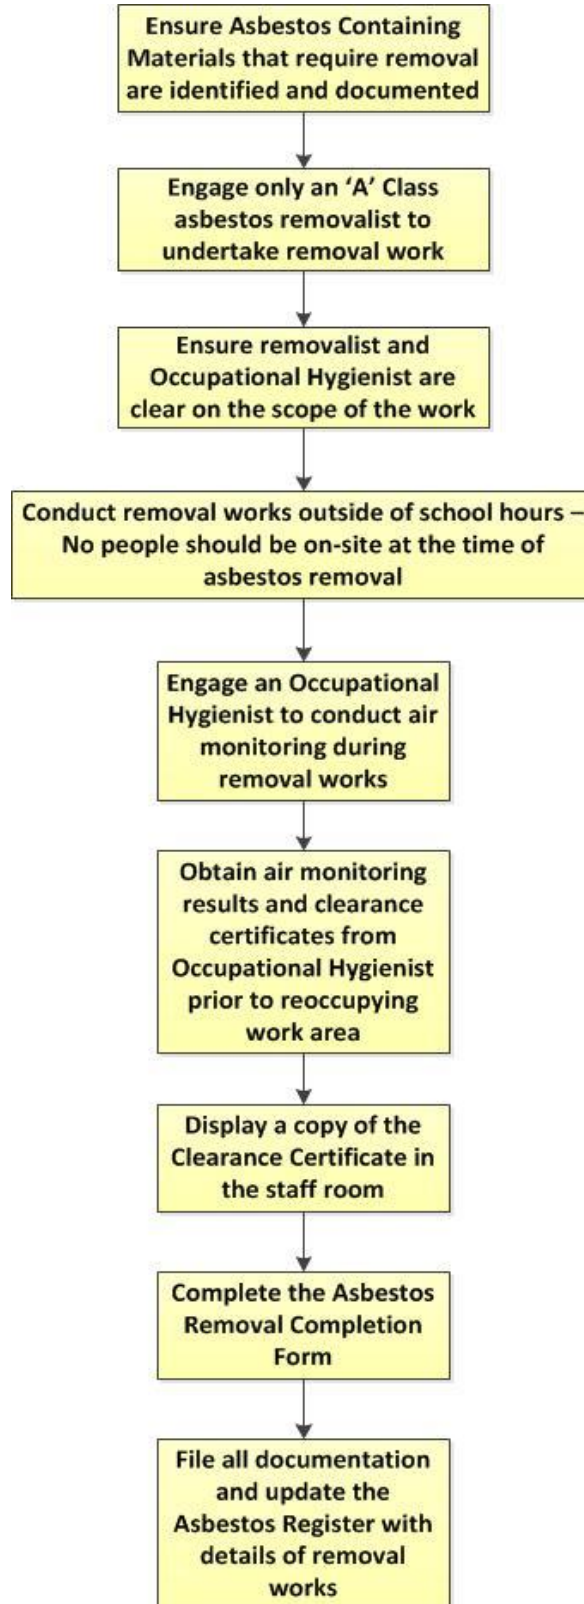 Ensure Asbestos Containing
Materials that require removal
are identified and documented
Engage only an ‘A’ Class
asbestos removalist to
undertake removal work
Ensure removalist and
Occupational Hygienist are
clear on the scope of the work
Conduct removal works outside of school hours –
No people should be on-site at the time of
asbestos removal
Engage an Occupational
Hygienist to conduct air
monitoring during
removal works
Obtain air monitoring
results and clearance
certificates from
Occupational Hygienist
prior to reoccupying
work area
Display a copy of the
Clearance Certificate in
the staff room
Complete the Asbestos
Removal Completion
Form
File all documentation
and update the
Asbestos Register with
details of removal
works